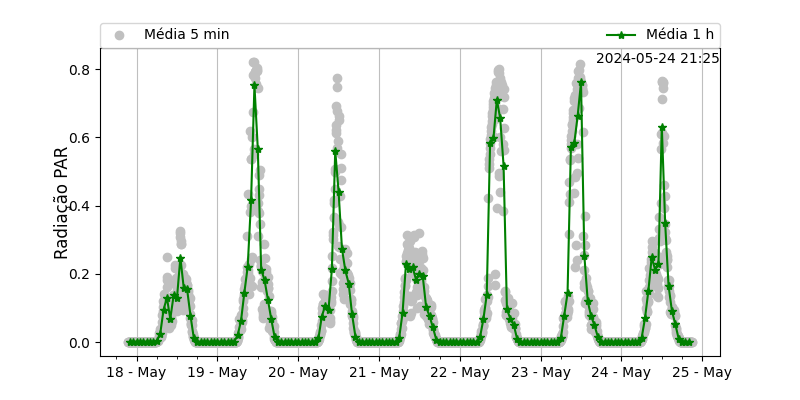 Média 5 min
Média 1 h
2024-05-24 21:25
Radiação PAR
0.8
0.6
0.4
0.2
0.0
18 - May
19 - May
20 - May
21 - May
22 - May
23 - May
24 - May
25 - May